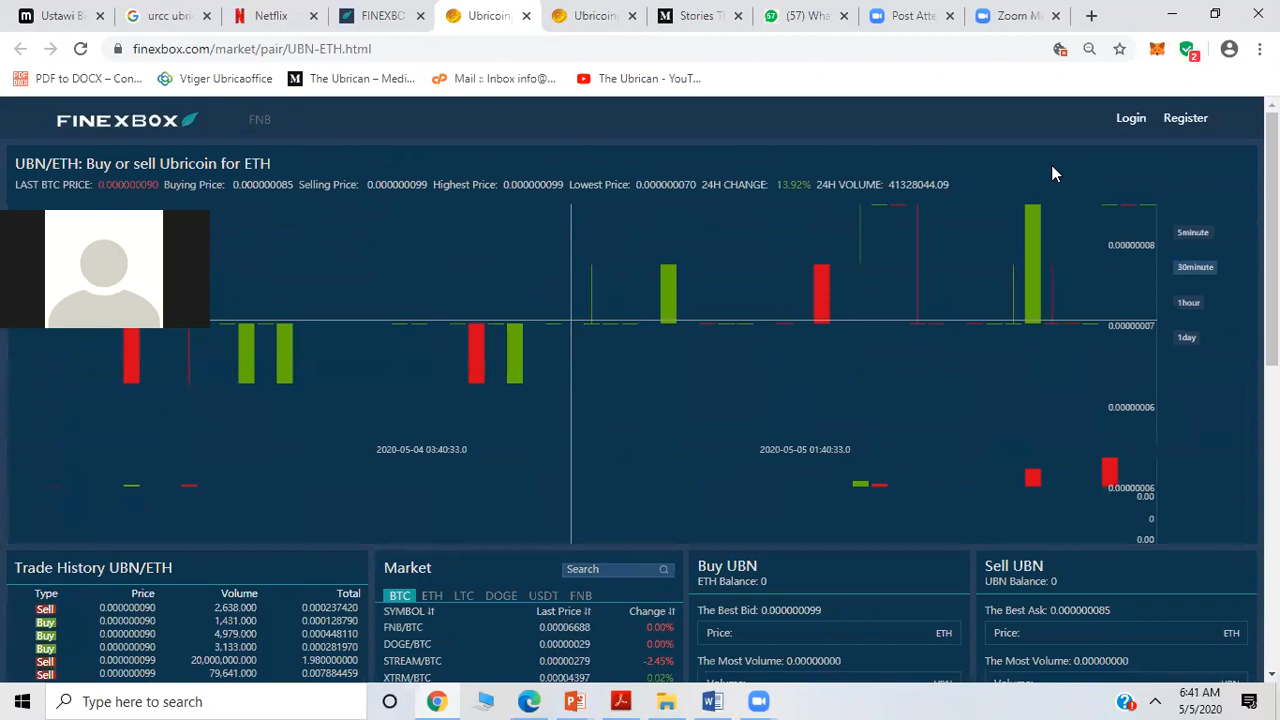 Ustawi B
urcc ub
Netfli
FINEXBC
Ubricoin
Ubricoin
Stories T
(57) Wha
Post Atte
Zoom M
finexbox.com/market/pair/UBN-ETH.html
2
PDF to DOCX – Con...
Vtiger Ubricaoffice
The Urbican – Medi...
Mail :: Inbox info@...
The Ubrican - YouT...
FINEXBOX
FNB
Login
Register
UBN/ETH: Buy or sell Ubricoin for ETH
LAST BTC PRICE: 0.000000090 Buying Price: 0.000000085 Selling Price: 0.000000099 Highest Price: 0.000000099 Lowest Price: 0.000000070 24H CHANGE: 13.92% 24H VOLUME: 41328044.09
5minute
30minute
1hour
1day
0.00000008
0.00000007
0.00000006
0.00000006
0.00
0
0.00
2020-05-04 03:40:33.0
2020-05-05 01:40:33.0
Trade History UBN/ETH
Type Price Volume Total
Sell 0.000000090 2,638.000 0.000237420
Buy 0.000000090 1,431.000 0.000128790
Buy 0.000000090 4,979.000 0.000448110
Buy 0.000000090 3,133.000 0.000281970
Sell 0.000000099 20,000,000.000 1.980000000
Sell 0.000000099 79,641.000 0.007884459
Market
Search
BTC ETH LTC DOGE USDT FNB
SYMBOL Last Price Change
FNB/BTC 0.00006688 0.00%
DOGE/BTC 0.00000029 0.00%
STREAM/BTC 0.00000279 -2.45%
XTRM/BTC 0.00004397 0.02%
Buy UBN
ETH Balance: 0
The Best Bid: 0.000000099
Price: ETH
The Most Volume: 0.00000000
Sell UBN
UBN Balance: 0
The Best Ask: 0.000000085
Price: ETH
The Most Volume: 0.00000000
Type here to search
6:41 AM
5/5/2020